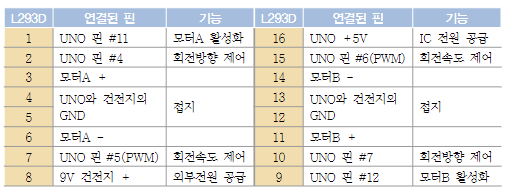 L293D 연결된 핀 기능 L293D 연결된 핀 기능
1 UNO 핀 #11 모터A 활성화 16 UNO +5V IC 전원 공급
2 UNO 핀 #4 회전방향 제어 15 UNO 핀 #6(PWM) 회전속도 제어
3 모터A + 14 모터B -
4 UNO와 건전지의 13 UNO와 건전지의
접지 접지
5 GND 12 GND
6 모터A - 11 모터B +
7 UNO 핀 #5(PWM) 회전속도 제어 10 UNO 핀 #7 회전방향 제어
8 9V 건전지 + 외부전원 공급 9 UNO 핀 #12 모터B 활성화